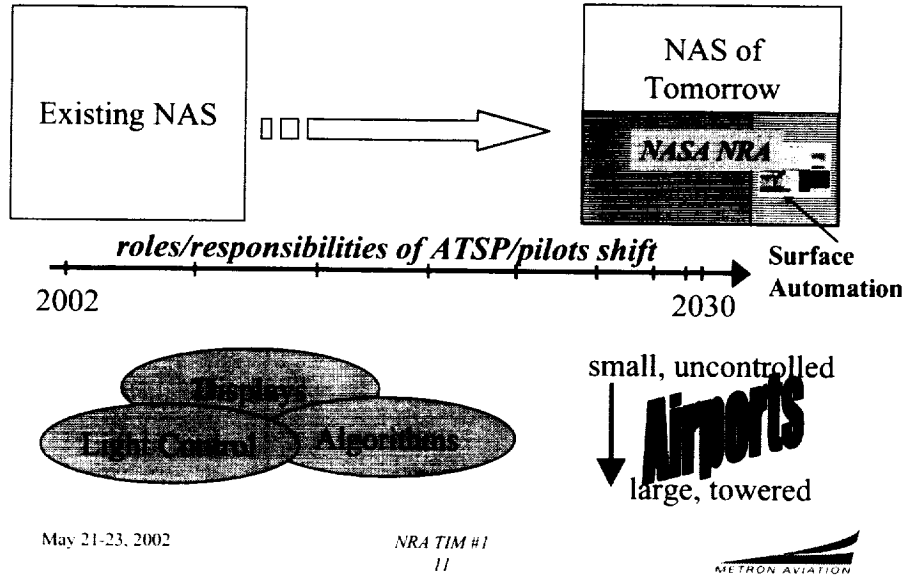 Existing NAS
NAS of
Tomorrow
NASA NRA
roles/responsibilities of ATSP/pilots shift
Surface
Automation
2002
2030
Displays
Light Control
Algorithms
small, uncontrolled
Airports
large, towered
May 21-23, 2002
NRA TIM #1
11
METRON AVIATION